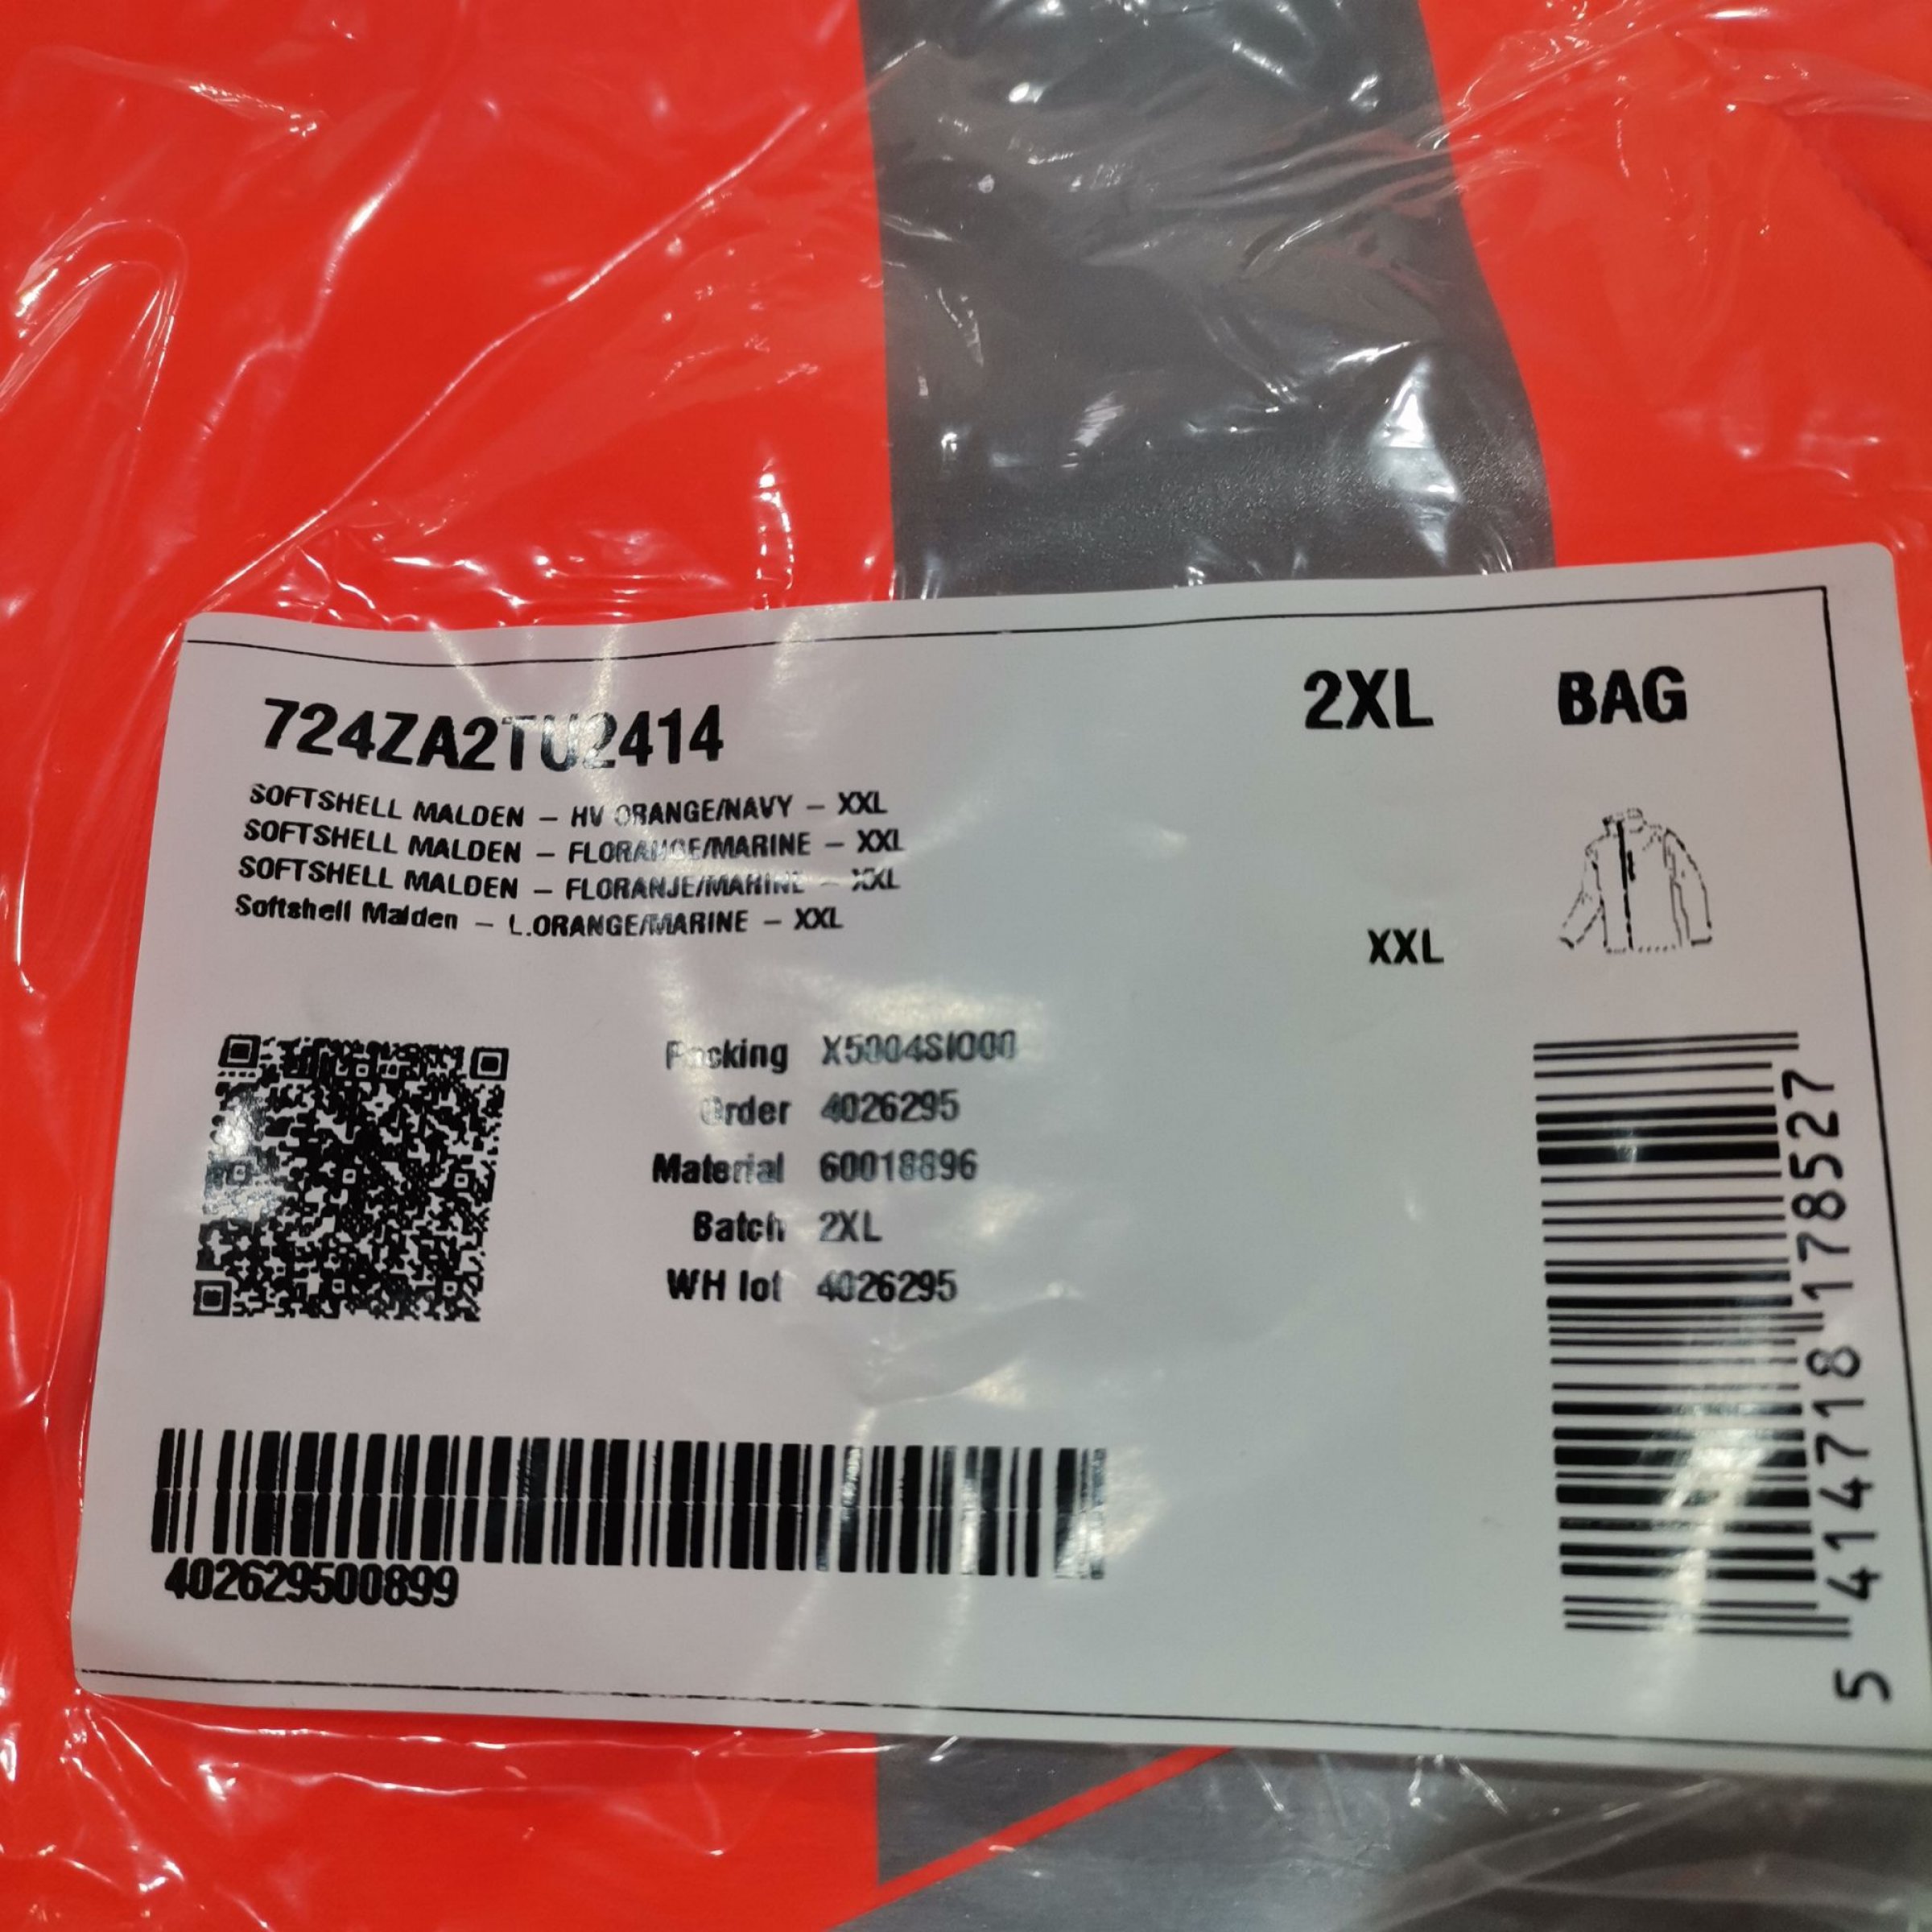 724ZA2TU2414
2XL BAG
SOFTSHELL MALDEN – HV ORANGE/NAVY – XXL
SOFTSHELL MALDEN – FLORANGE/MARINE – XXL
SOFTSHELL MALDEN – FLORANJE/MARINE – XXL
Softshell Malden – L.ORANGE/MARINE – XXL
XXL
Packing X5004SI000
Order 4026295
Material 60018896
Batch 2XL
WH lot 4026295
402629500899
5 414718 178527